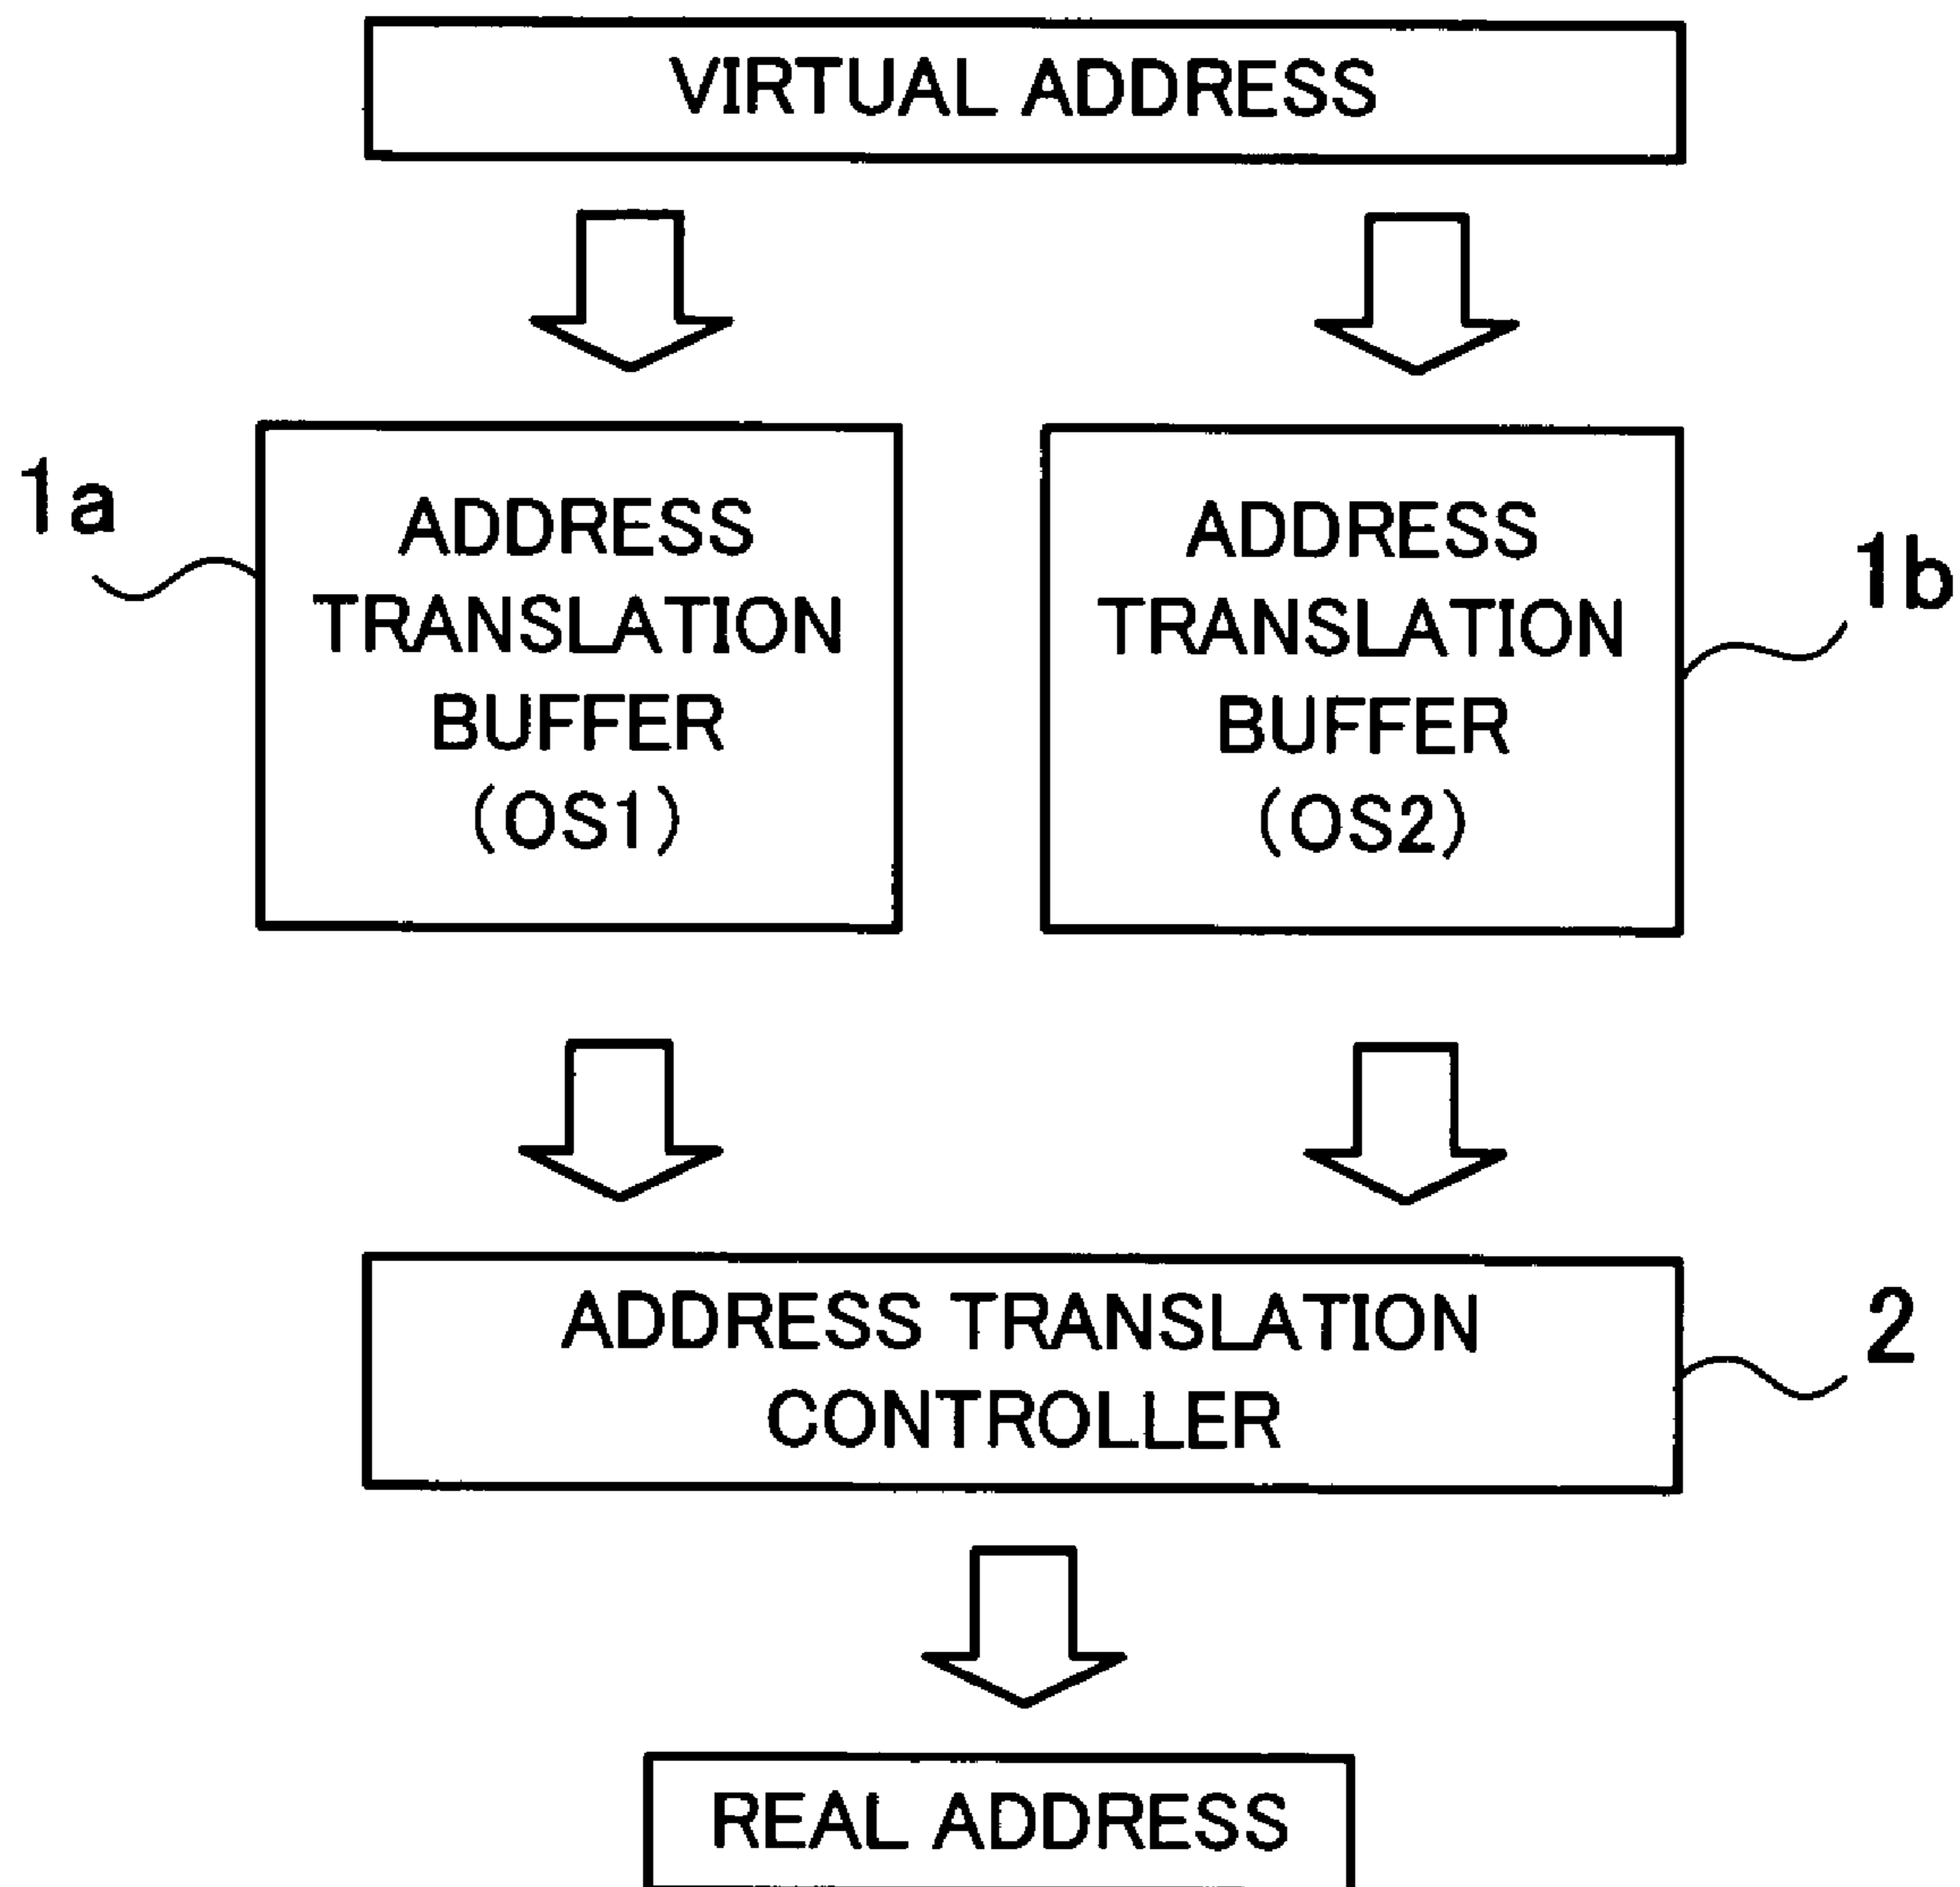 VIRTUAL ADDRESS
1a
ADDRESS
TRANSLATION
BUFFER
(OS1)
ADDRESS
TRANSLATION
BUFFER
(OS2)
1b
ADDRESS TRANSLATION
CONTROLLER
2
REAL ADDRESS